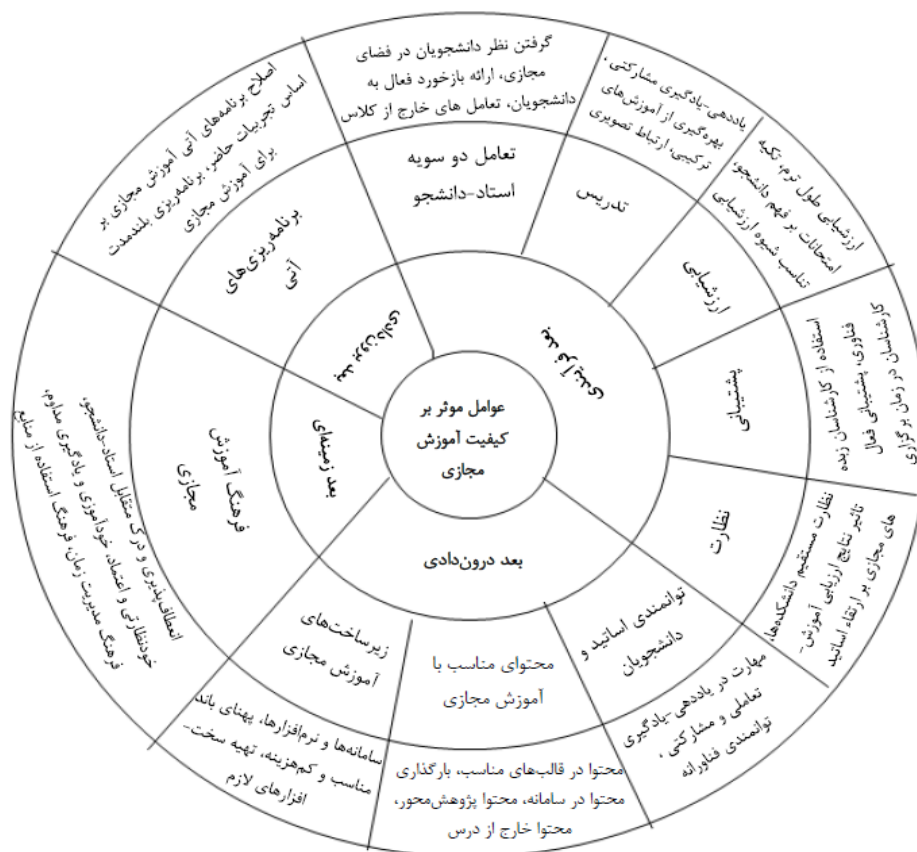 عوامل موثر بر
کیفیت آموزش
مجازی
بعد زمینه‌ای
بعد درون‌دادی
بعد فرآیندی
بعد برون‌دادی
فرهنگ آموزش
مجازی
انعطاف‌پذیری و درک متقابل استاد-دانشجو،
خودنظارتی و اعتماد، خودآموزی و یادگیری مداوم،
فرهنگ مدیریت زمان، فرهنگ استفاده از منابع
زیرساخت‌های
آموزش مجازی
سامانه‌ها و نرم‌افزارها، پهنای باند
مناسب و کم‌هزینه، تهیه سخت-
افزارهای لازم
محتوای مناسب با
آموزش مجازی
محتوا در قالب‌های مناسب، بارگذاری
محتوا در سامانه، محتوا پژوهش‌محور،
محتوا خارج از درس
توانمندی اساتید و
دانشجویان
مهارت در یاددهی-یادگیری
تعاملی و مشارکتی ،
توانمندی فناورانه
نظارت
نظارت مستقیم دانشکده‌ها،
تاثیر نتایج ارزیابی آموزش-
های مجازی بر ارتقاء اساتید
پشتیبانی
استفاده از کارشناسان زبده
فناوری، پشتیبانی فعال
کارشناسان در زمان برگزاری
ارزشیابی
ارزشیابی طول ترم، تکیه
امتحانات بر فهم دانشجو،
تناسب شیوه ارزشیابی
تدریس
یاددهی-یادگیری مشارکتی ،
بهره‌گیری از آموزش‌های
ترکیبی، ارتباط تصویری
تعامل دو سویه
استاد-دانشجو
گرفتن نظر دانشجویان در فضای
مجازی، ارائه بازخورد فعال به
دانشجویان، تعامل های خارج از کلاس
برنامه‌ریزی‌های
آتی
اصلاح برنامه‌های آتی آموزش مجازی بر
اساس تجربیات حاضر، برنامه‌ریزی بلندمدت
برای آموزش مجازی